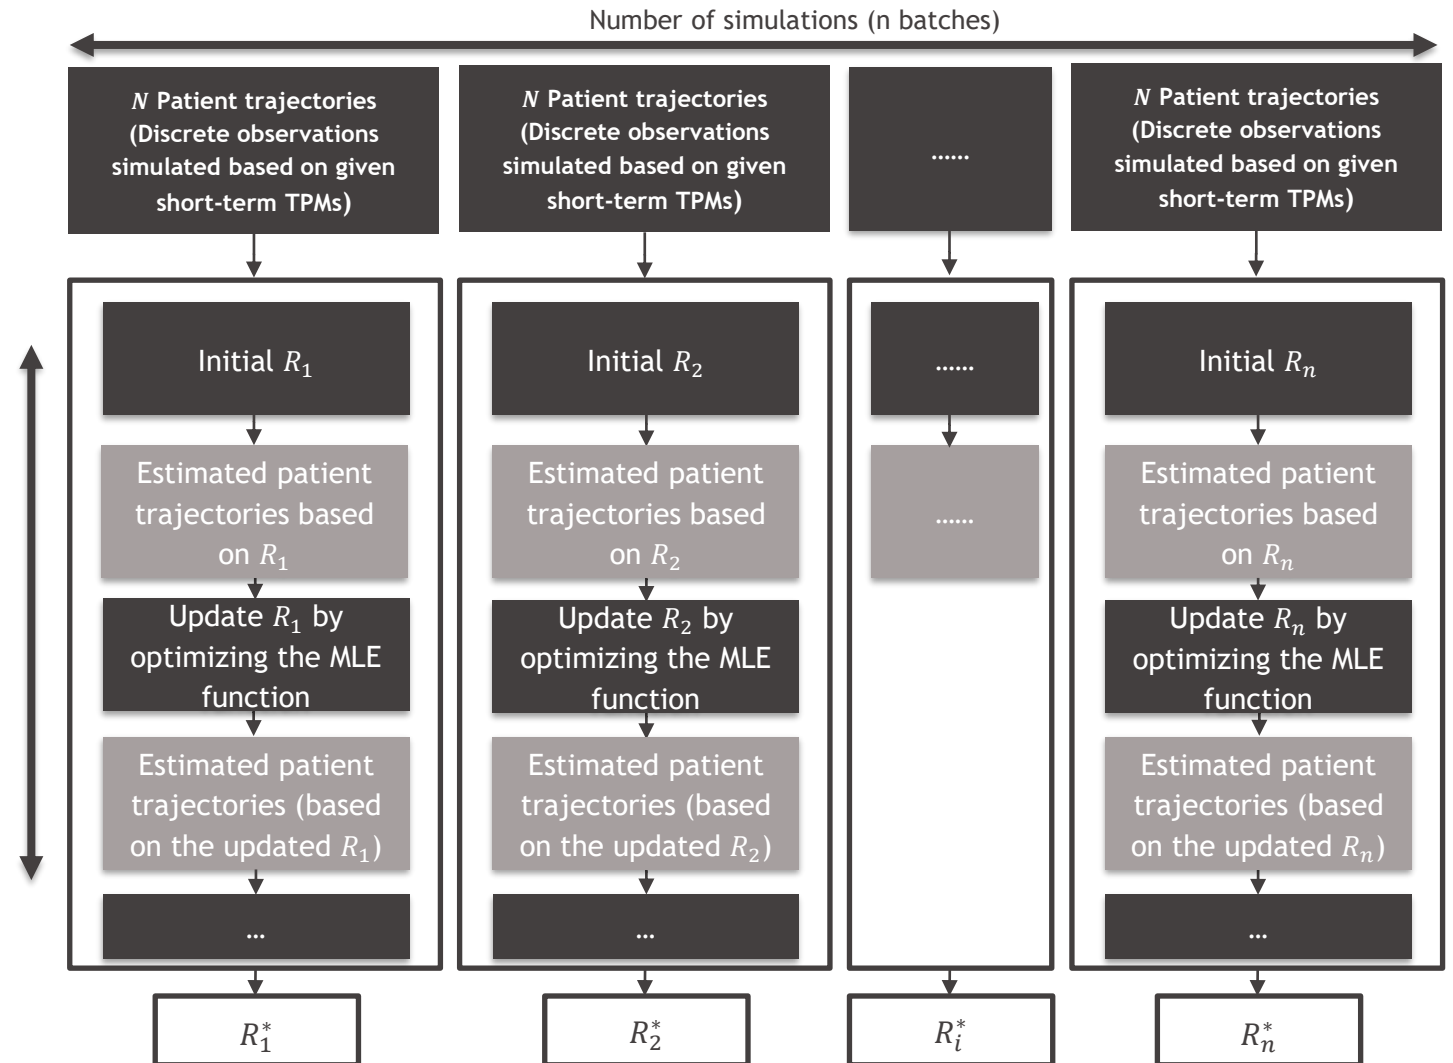 Number of simulations (n batches)
N Patient trajectories
(Discrete observations
simulated based on given
short-term TPMs)
N Patient trajectories
(Discrete observations
simulated based on given
short-term TPMs)
......
N Patient trajectories
(Discrete observations
simulated based on given
short-term TPMs)
Initial R₁
Estimated patient
trajectories based
on R₁
Update R₁ by
optimizing the MLE
function
Estimated patient
trajectories (based
on the updated R₁)
...
R₁*
Initial R₂
Estimated patient
trajectories based
on R₂
Update R₂ by
optimizing the MLE
function
Estimated patient
trajectories (based
on the updated R₂)
...
R₂*
......
......
Rᵢ*
Initial Rₙ
Estimated patient
trajectories based
on Rₙ
Update Rₙ by
optimizing the MLE
function
Estimated patient
trajectories (based
on the updated Rₙ)
...
Rₙ*